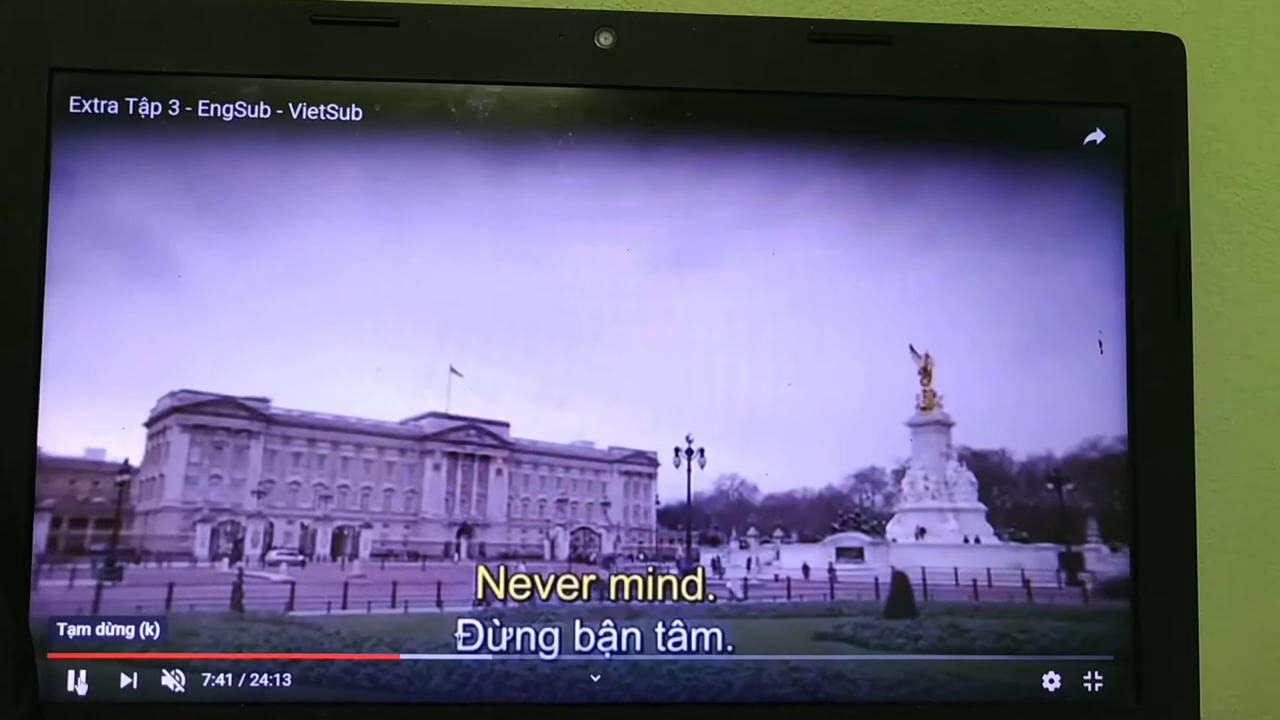 Extra Tập 3 - EngSub - VietSub
Never mind.
Đừng bận tâm.
Tạm dừng (k)
7:41 / 24:13